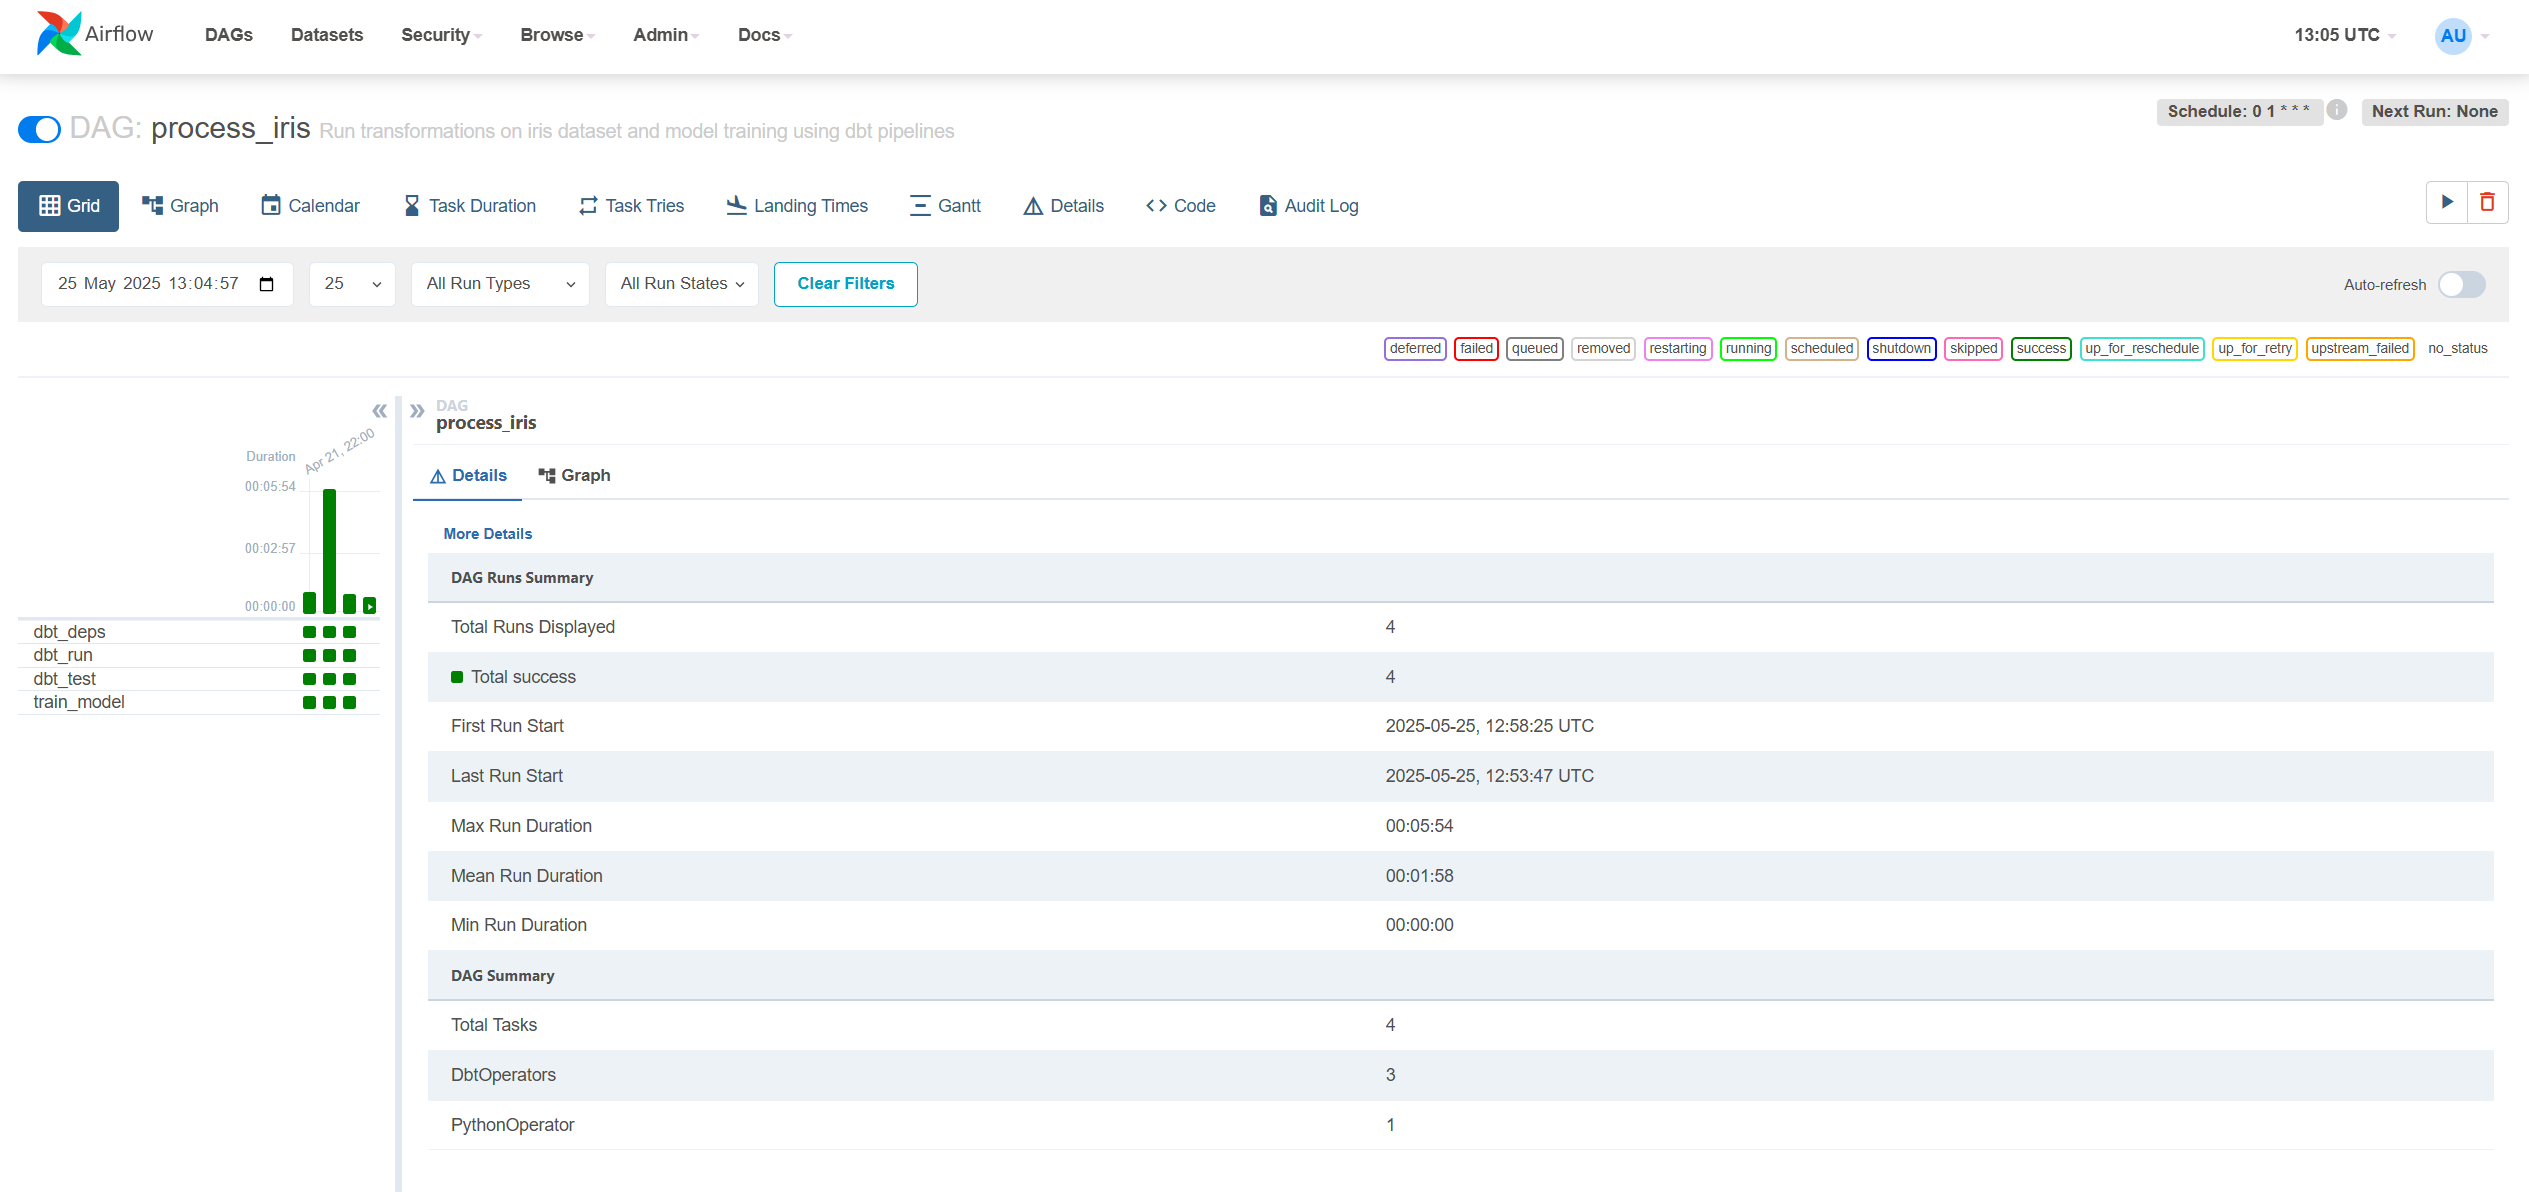 Airflow DAGs Datasets Security Browse Admin Docs 13:05 UTC AU
DAG: process_iris Run transformations on iris dataset and model training using dbt pipelines Schedule: 0 1 * * * Next Run: None
Grid Graph Calendar Task Duration Task Tries Landing Times Gantt Details Code Audit Log
25 May 2025 13:04:57 25 All Run Types All Run States Clear Filters Auto-refresh
deferred failed queued removed restarting running scheduled shutdown skipped success up_for_reschedule up_for_retry upstream_failed no_status
Duration
Apr 21, 22:00
00:05:54
00:02:57
00:00:00
dbt_deps
dbt_run
dbt_test
train_model
DAG
process_iris
Details Graph
More Details
DAG Runs Summary
Total Runs Displayed 4
Total success 4
First Run Start 2025-05-25, 12:58:25 UTC
Last Run Start 2025-05-25, 12:53:47 UTC
Max Run Duration 00:05:54
Mean Run Duration 00:01:58
Min Run Duration 00:00:00
DAG Summary
Total Tasks 4
DbtOperators 3
PythonOperator 1